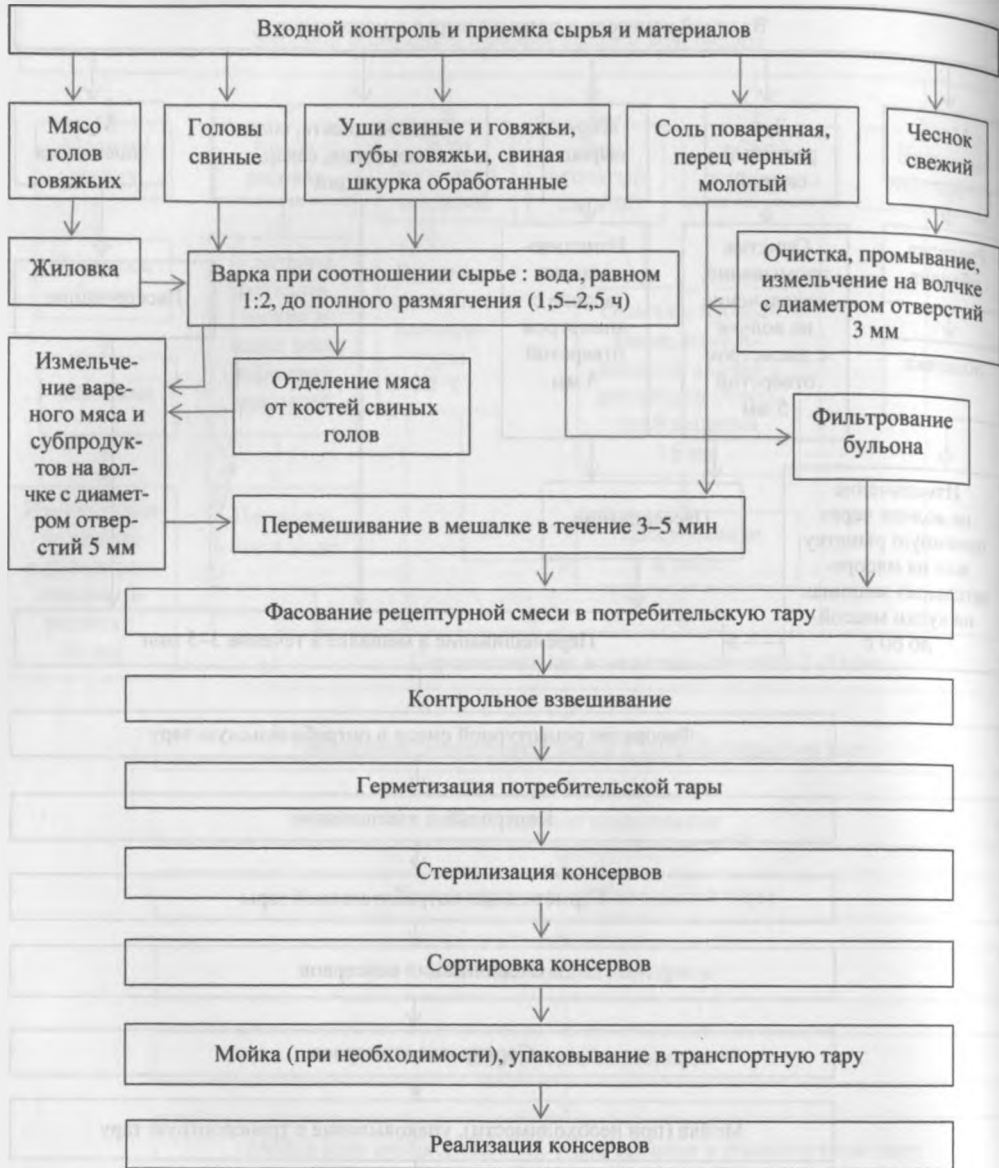 Входной контроль и приемка сырья и материалов
Мясо
голов
говяжьих
Головы
свиные
Уши свиные и говяжьи,
губы говяжьи, свиная
шкурка обработанные
Соль поваренная,
перец черный
молотый
Чеснок
свежий
Жиловка
Варка при соотношении сырье : вода, равном
1:2, до полного размягчения (1,5–2,5 ч)
Очистка, промывание,
измельчение на волчке
с диаметром отверстий
3 мм
Измельче-
ние варе-
ного мяса и
субпродук-
тов на вол-
чке с диамет-
ром отвер-
стий 5 мм
Отделение мяса
от костей свиных
голов
Фильтрование
бульона
Перемешивание в мешалке в течение 3–5 мин
Фасование рецептурной смеси в потребительскую тару
Контрольное взвешивание
Герметизация потребительской тары
Стерилизация консервов
Сортировка консервов
Мойка (при необходимости), упаковывание в транспортную тару
Реализация консервов